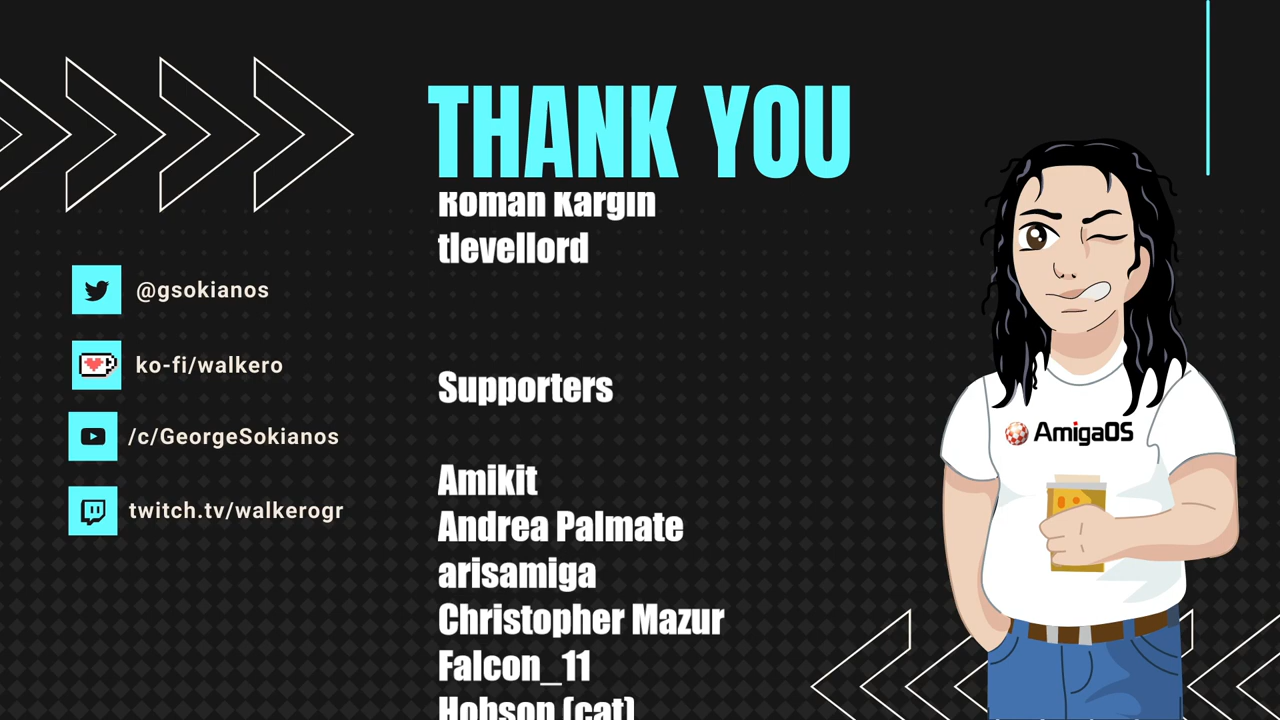 THANK YOU
Roman Kargin
tlevellord
@gsokianos
ko-fi/walkero
/c/GeorgeSokianos
twitch.tv/walkerogr
Supporters
Amikit
Andrea Palmate
arisamiga
Christopher Mazur
Falcon_11
Hobson (cat)
AmigaOS